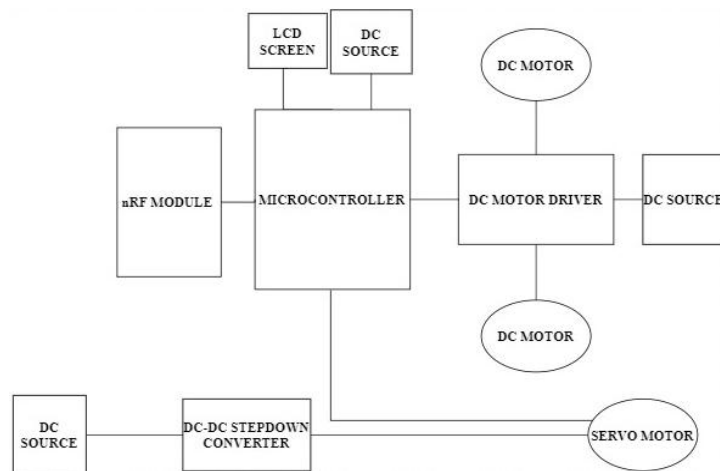 LCD
SCREEN
DC
SOURCE
DC MOTOR
nRF MODULE
MICROCONTROLLER
DC MOTOR DRIVER
DC SOURCE
DC MOTOR
DC
SOURCE
DC-DC STEPDOWN
CONVERTER
SERVO MOTOR